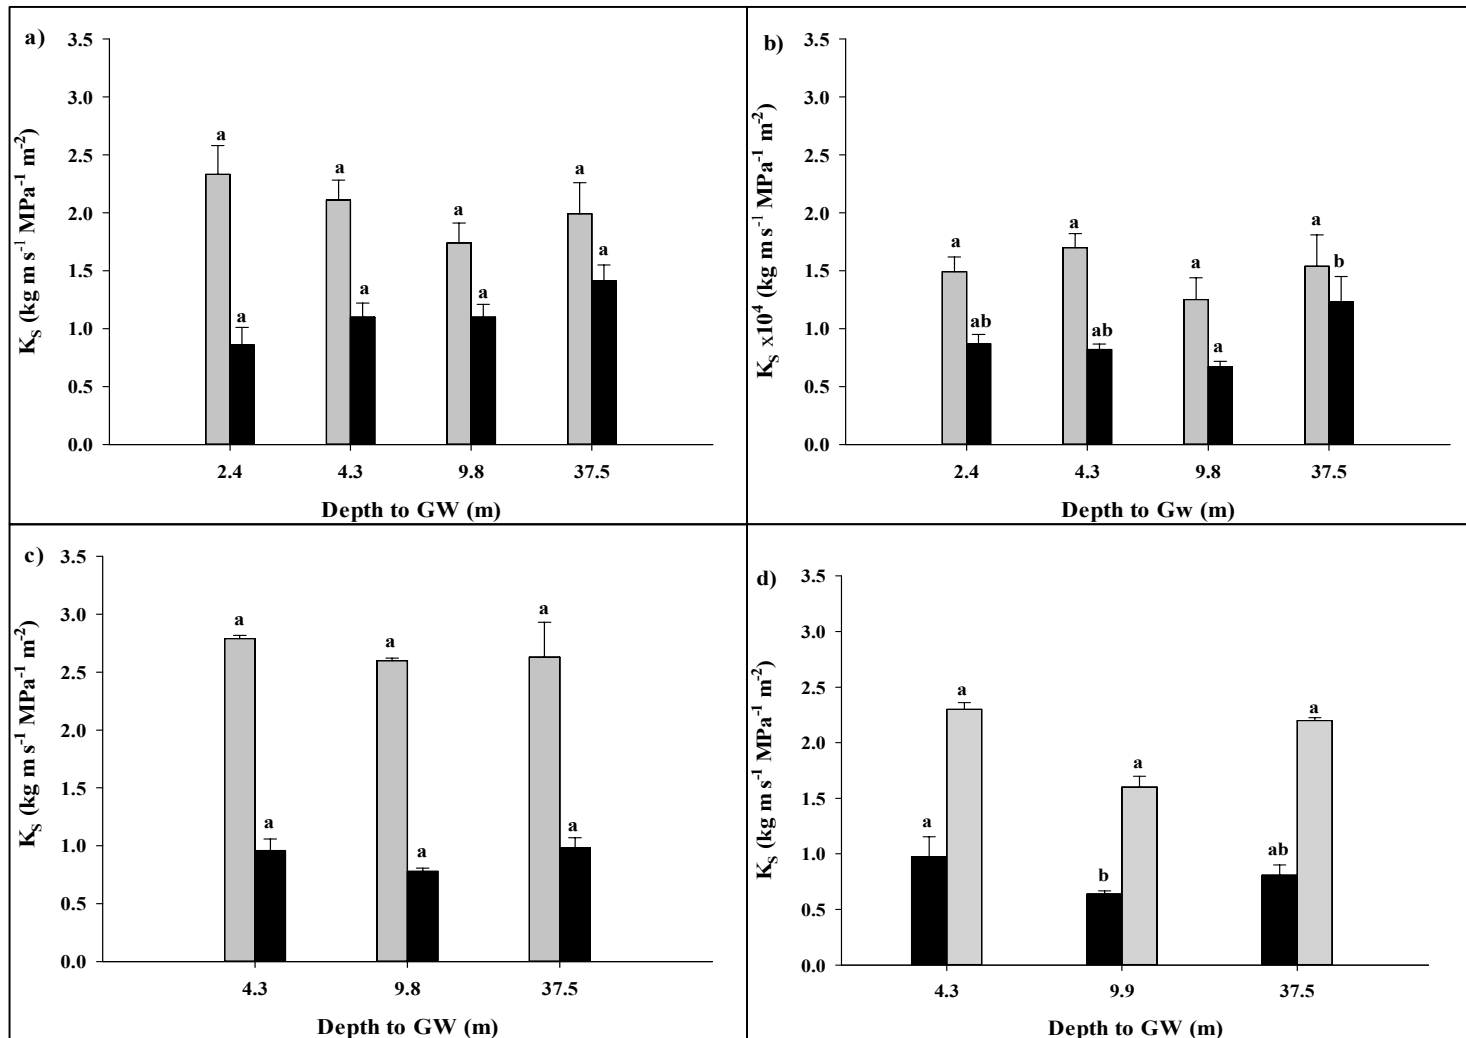 a)
3.5
3.0
2.5
2.0
1.5
1.0
0.5
0.0
K_S (kg m s⁻¹ MPa⁻¹ m⁻²)
a
a
a
a
a
a
a
a
2.4 4.3 9.8 37.5
Depth to GW (m)
b)
3.5
3.0
2.5
2.0
1.5
1.0
0.5
0.0
K_S x10⁴ (kg m s⁻¹ MPa⁻¹ m⁻²)
a
ab
a
ab
a
a
a
b
2.4 4.3 9.8 37.5
Depth to Gw (m)
c)
3.5
3.0
2.5
2.0
1.5
1.0
0.5
0.0
K_S (kg m s⁻¹ MPa⁻¹ m⁻²)
a
a
a
a
a
a
4.3 9.8 37.5
Depth to GW (m)
d)
3.5
3.0
2.5
2.0
1.5
1.0
0.5
0.0
K_S (kg m s⁻¹ MPa⁻¹ m⁻²)
a
a
b
a
ab
a
4.3 9.9 37.5
Depth to GW (m)